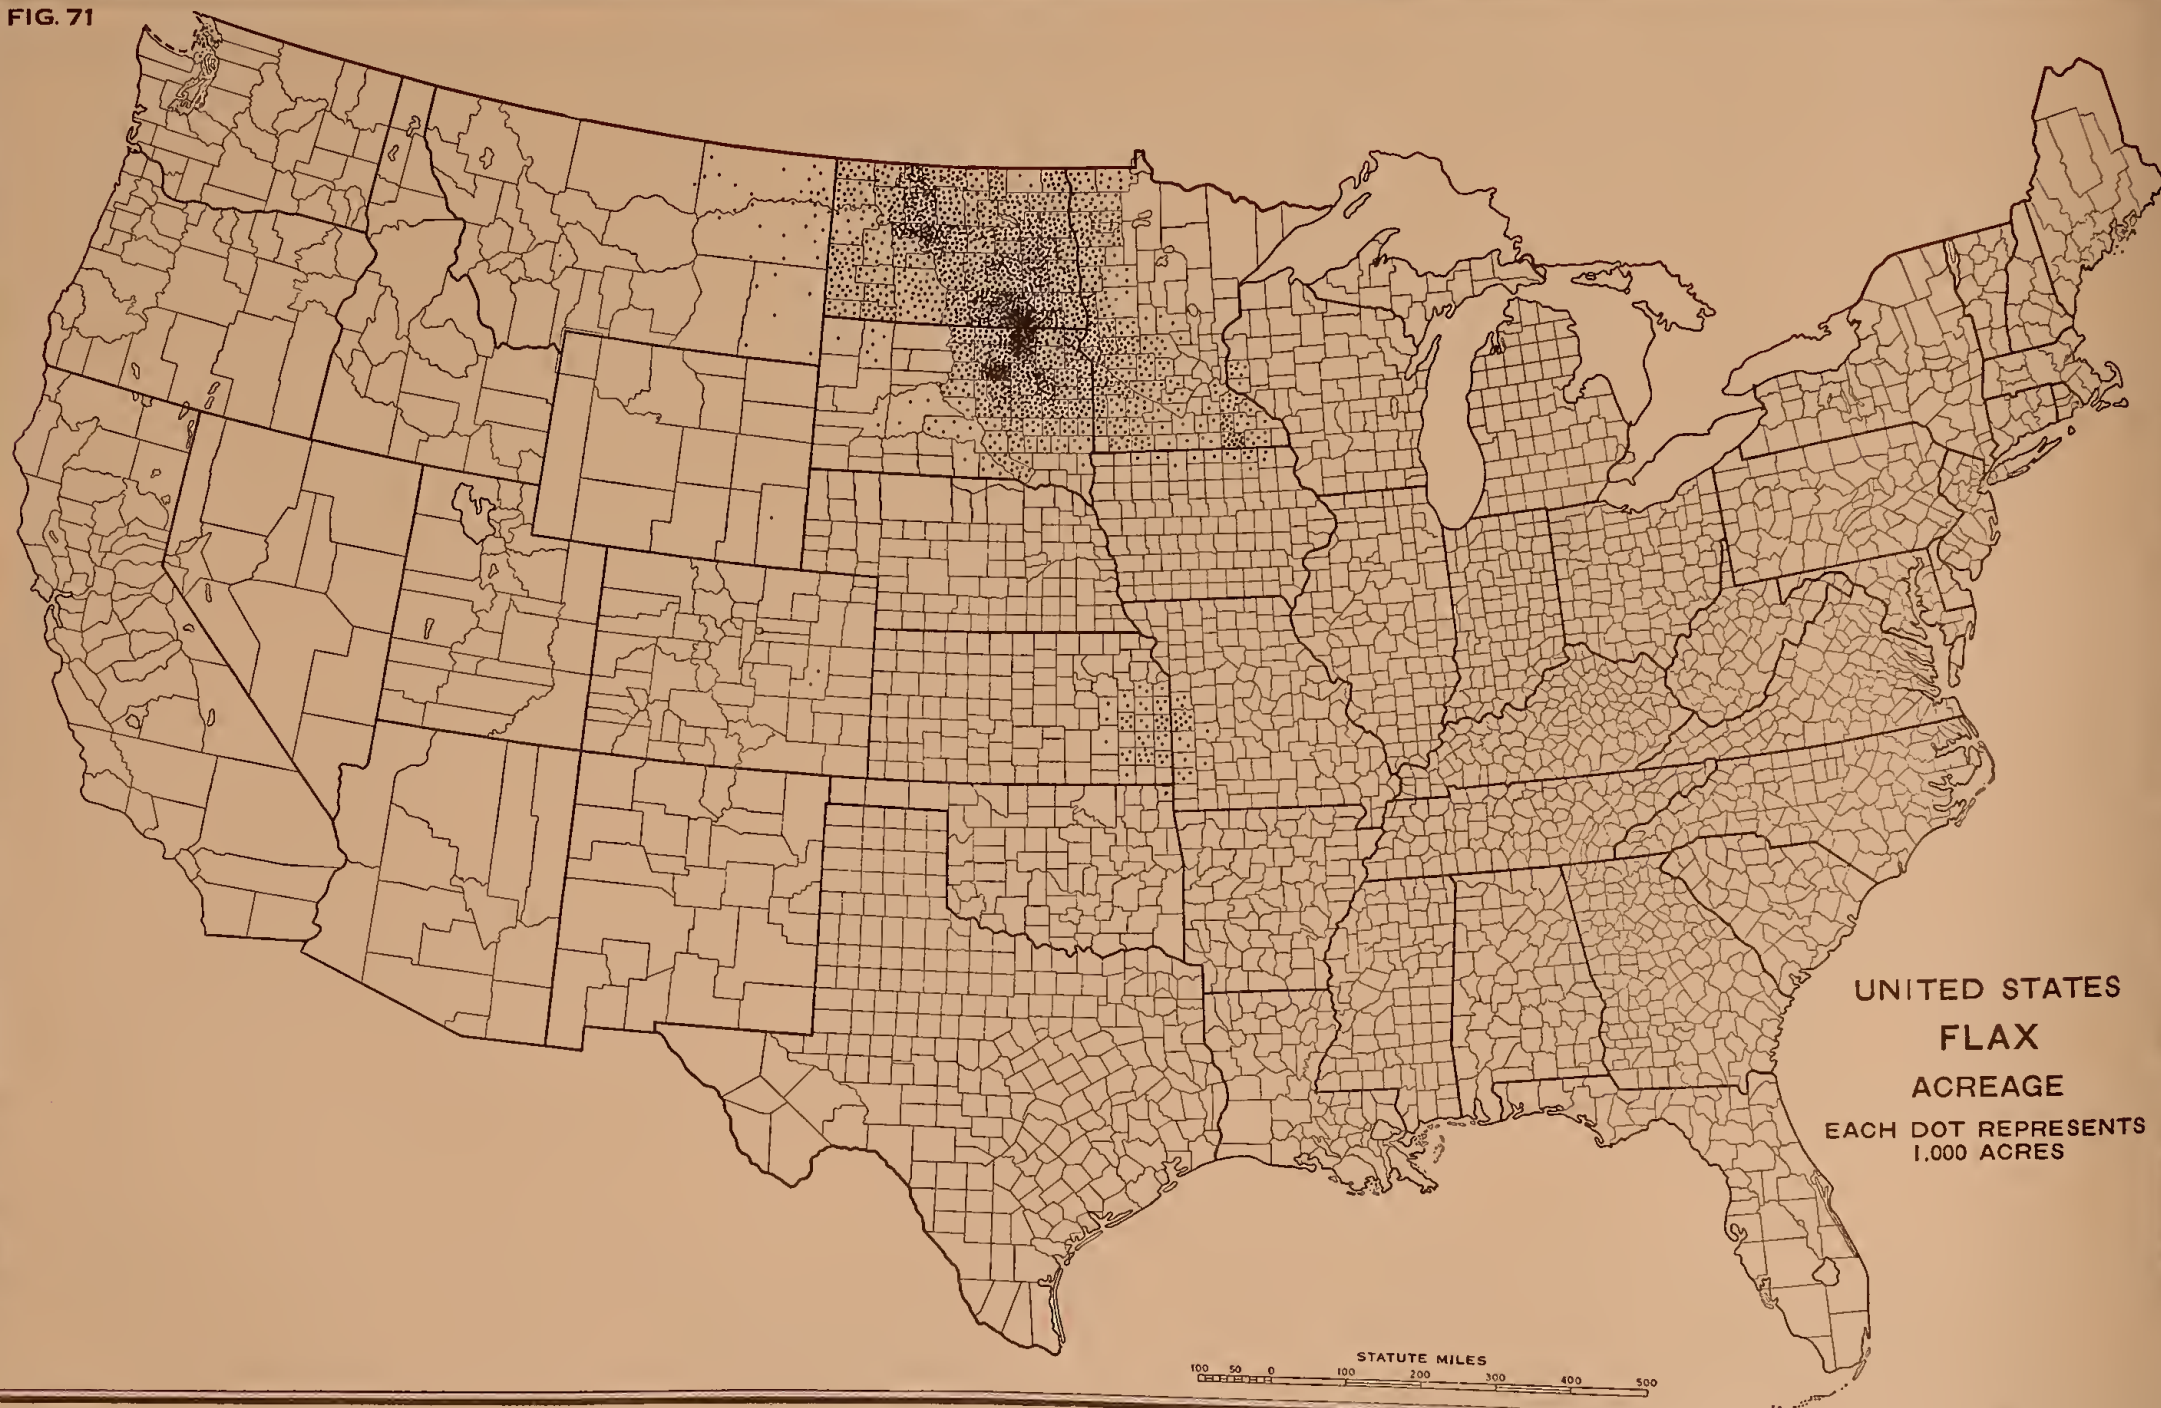 FIG. 71
UNITED STATES
FLAX
ACREAGE
EACH DOT REPRESENTS
1.000 ACRES
STATUTE MILES
100 50 0 100 200 300 400 500